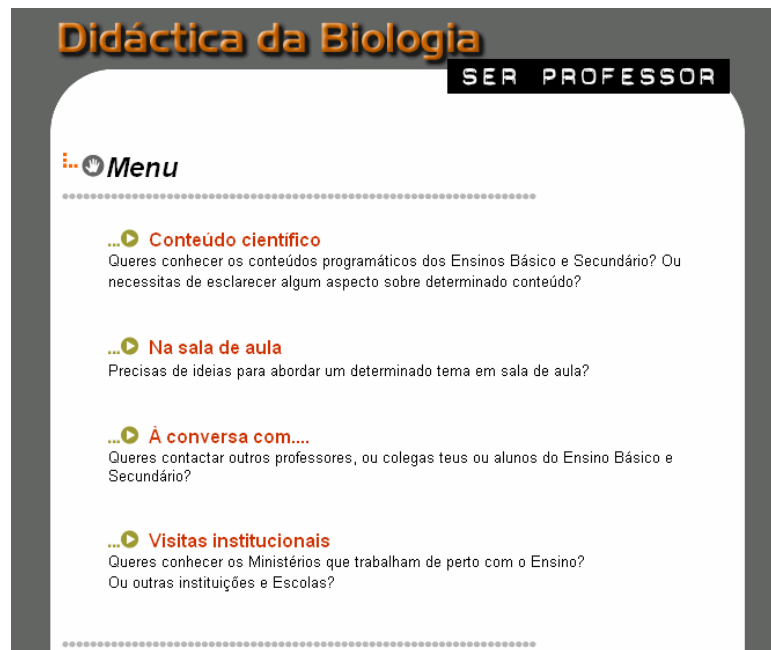 Didáctica da Biologia
SER PROFESSOR
Menu
...Conteúdo científico
Queres conhecer os conteúdos programáticos dos Ensinos Básico e Secundário? Ou
necessitas de esclarecer algum aspecto sobre determinado conteúdo?
...Na sala de aula
Precisas de ideias para abordar um determinado tema em sala de aula?
...À conversa com....
Queres contactar outros professores, ou colegas teus ou alunos do Ensino Básico e
Secundário?
...Visitas institucionais
Queres conhecer os Ministérios que trabalham de perto com o Ensino?
Ou outras instituições e Escolas?